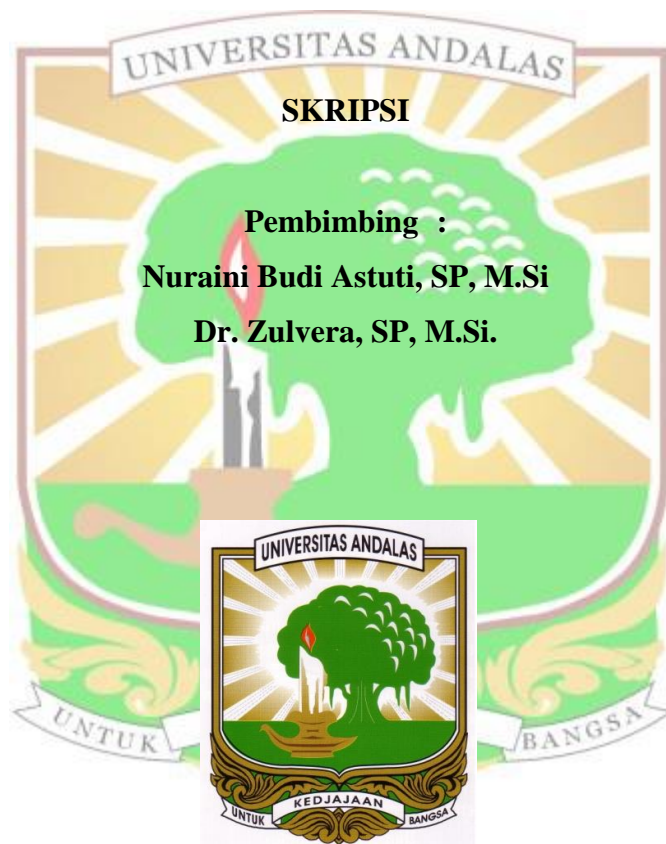 UNIVERSITAS ANDALAS
SKRIPSI
Pembimbing :
Nuraini Budi Astuti, SP, M.Si
Dr. Zulvera, SP, M.Si.
UNIVERSITAS ANDALAS
UNTUK
BANGSA
KEDJAJAAN
UNTUK
BANGSA